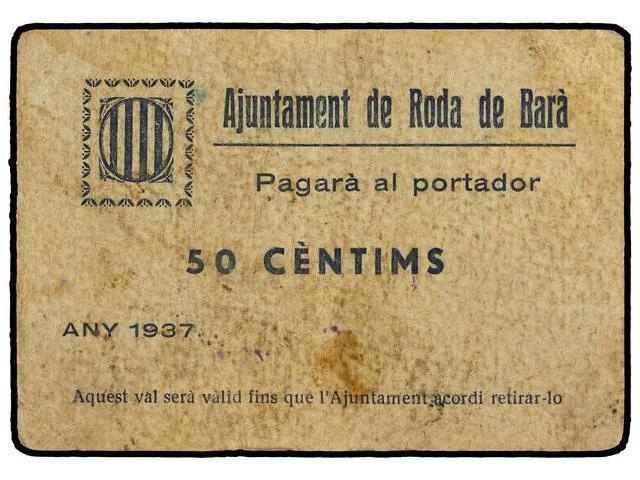 Ajuntament de Roda de Barà
Pagarà al portador
50 CÈNTIMS
ANY 1937.
Aquest val serà vàlid fins que l'Ajuntament acordi retirar-lo